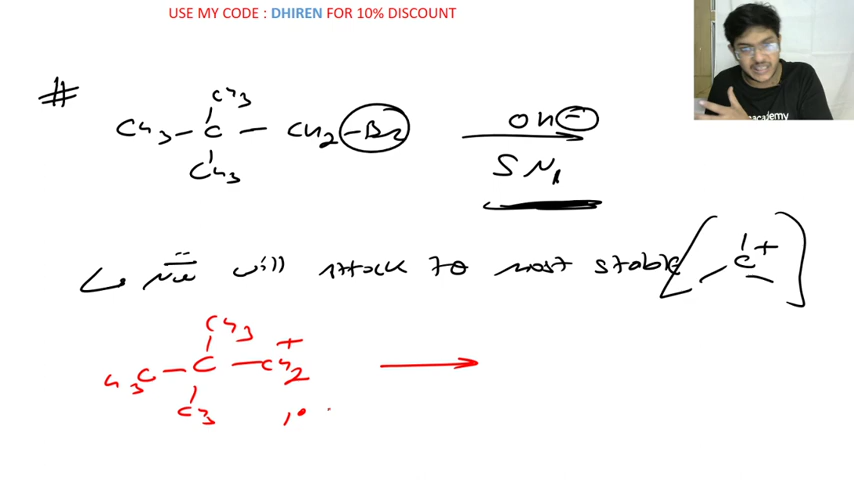 USE MY CODE : DHIREN FOR 10% DISCOUNT
#
CH3
CH3 - C - CH2 - Br
CH3
OH-
SN1
Nu will attack to most stable [C+]
CH3
H3C - C - CH2+
CH3
1°
academy